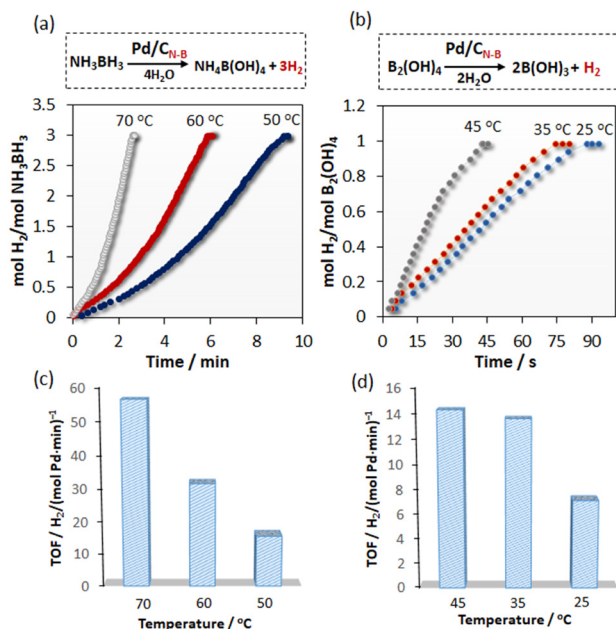 (a)
NH₃BH₃ Pd/C_N-B 4H₂O NH₄B(OH)₄ + 3H₂
mol H₂/mol NH₃BH₃
3.5
3
2.5
2
1.5
1
0.5
0
70 ºC
60 ºC
50 ºC
0 2 4 6 8 10
Time / min
(b)
B₂(OH)₄ Pd/C_N-B 2H₂O 2B(OH)₃ + H₂
mol H₂/mol B₂(OH)₄
1.2
1
0.8
0.6
0.4
0.2
0
45 ºC
35 ºC
25 ºC
0 15 30 45 60 75 90
Time / s
(c)
TOF / H₂/(mol Pd·min)⁻¹
60
50
40
30
20
10
0
70 60 50
Temperature / ºC
(d)
TOF / H₂/(mol Pd·min)⁻¹
16
14
12
10
8
6
4
2
0
45 35 25
Temperature / ºC